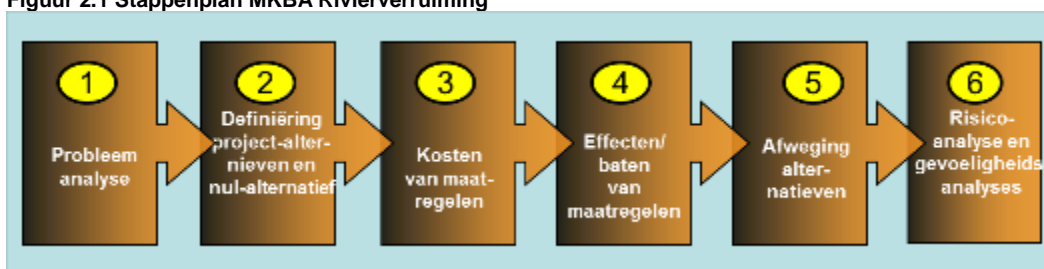 Figuur 2.1 Stappenplan MKBA Rivierverruiming
1
Probleem
analyse
2
Definiëring
project-alter-
nieven en
nul-alternatief
3
Kosten
van maat-
regelen
4
Effecten/
baten
van
maatregelen
5
Afweging
alter-
natieven
6
Risico-
analyse en
gevoeligheids
analyses